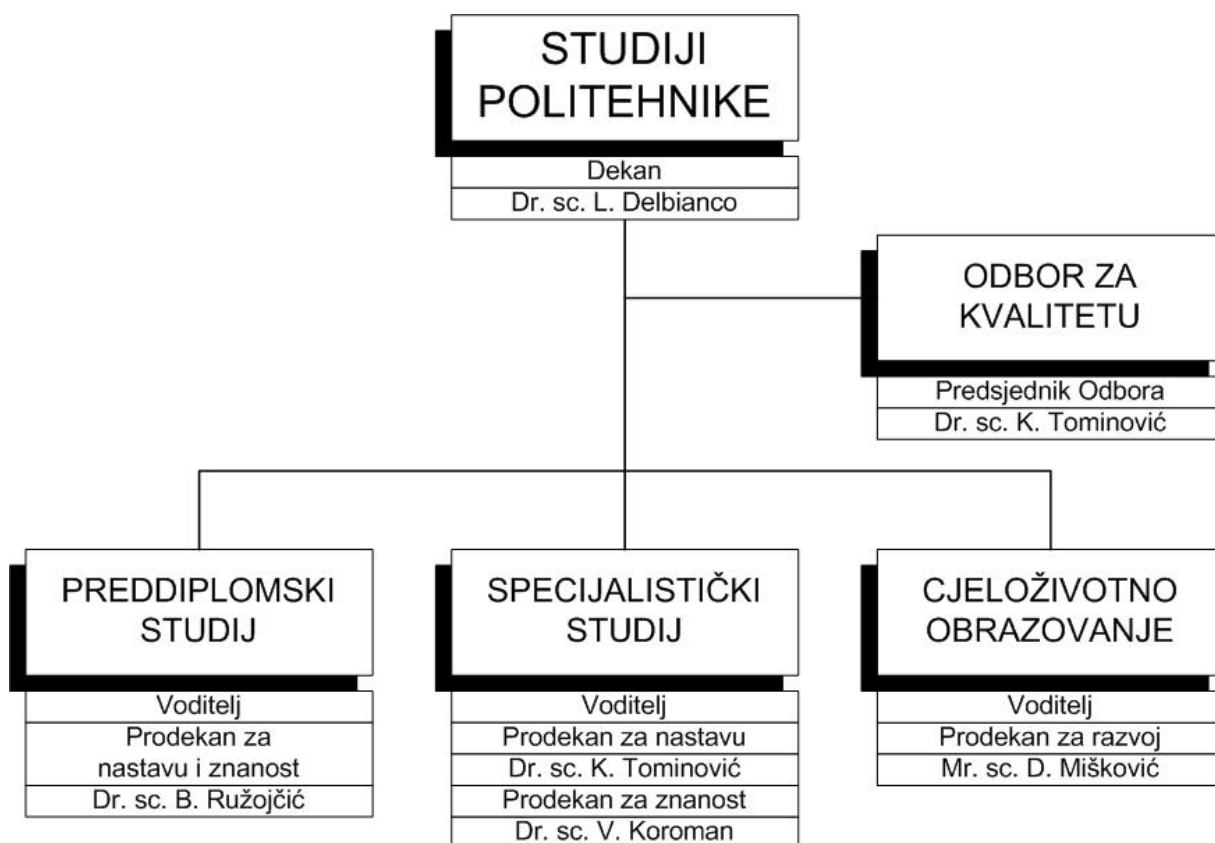 STUDIJI
POLITEHNIKE
Dekan
Dr. sc. L. Delbianco
ODBOR ZA
KVALITETU
Predsjednik Odbora
Dr. sc. K. Tominović
PREDDIPLOMSKI
STUDIJ
Voditelj
Prodekan za
nastavu i znanost
Dr. sc. B. Ružojčić
SPECIJALISTIČKI
STUDIJ
Voditelj
Prodekan za nastavu
Dr. sc. K. Tominović
Prodekan za znanost
Dr. sc. V. Koroman
CJELOŽIVOTNO
OBRAZOVANJE
Voditelj
Prodekan za razvoj
Mr. sc. D. Mišković